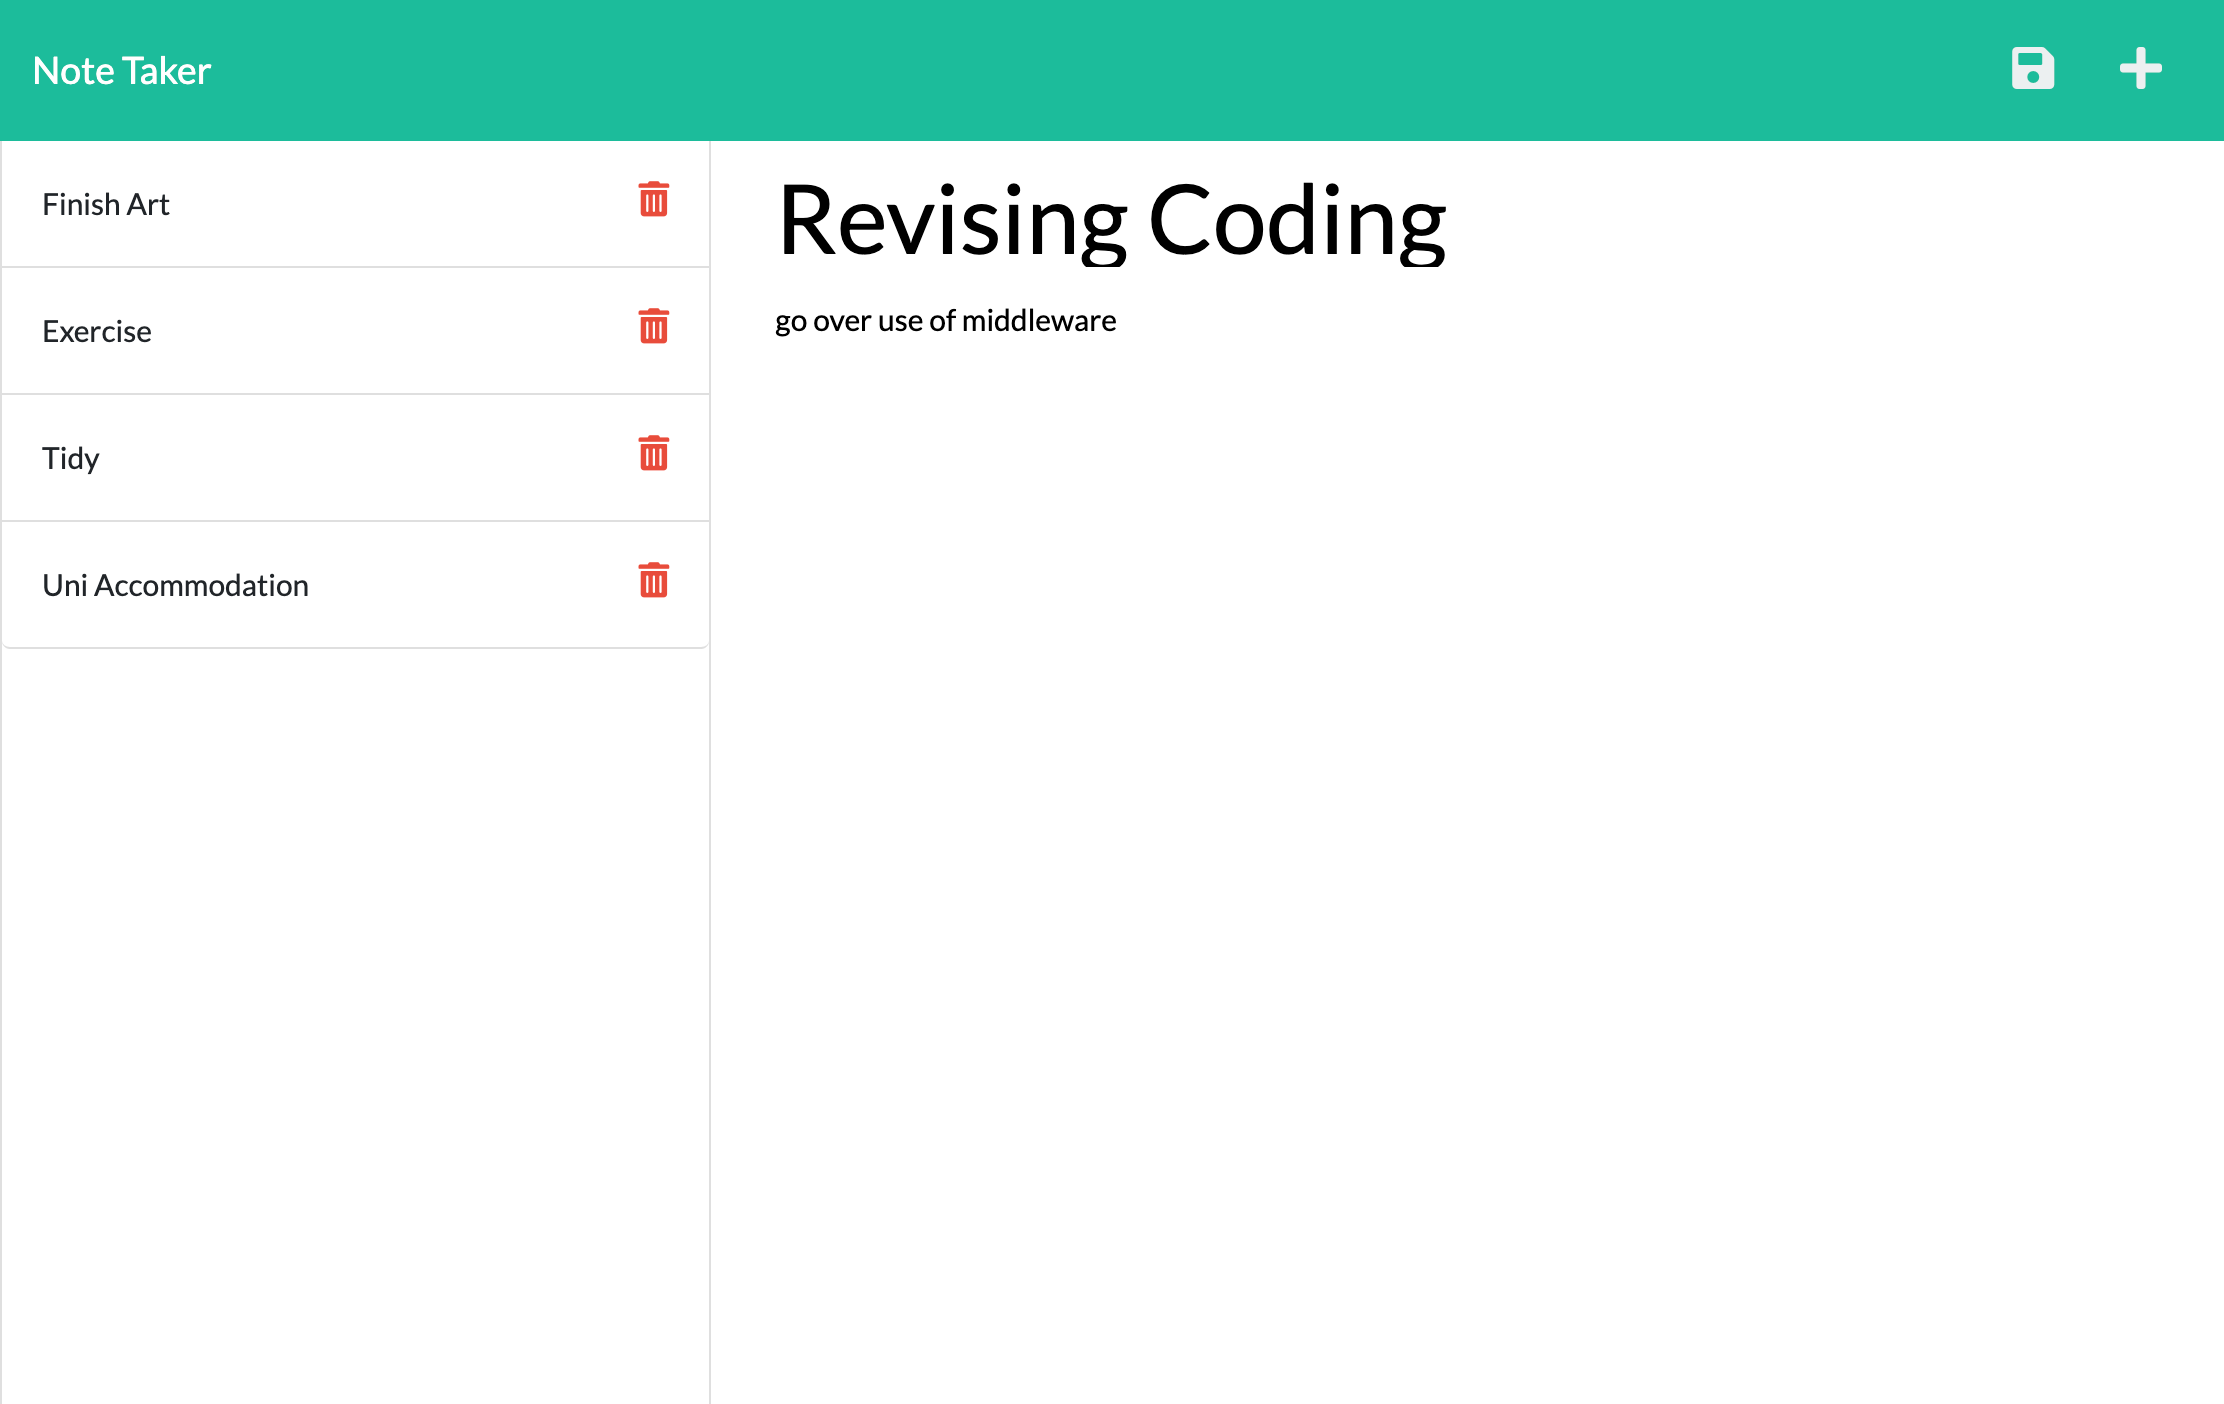 Note Taker
Finish Art
Exercise
Tidy
Uni Accommodation
Revising Coding
go over use of middleware